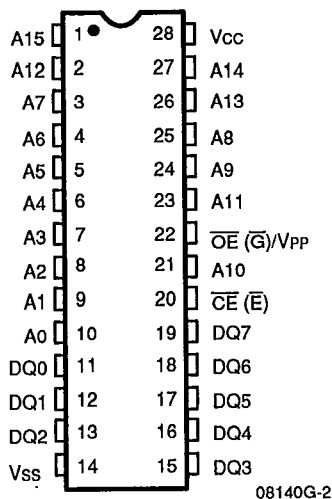 A15 1 28 Vcc
A12 2 27 A14
A7 3 26 A13
A6 4 25 A8
A5 5 24 A9
A4 6 23 A11
A3 7 22 OE (G)/VPP
A2 8 21 A10
A1 9 20 CE (E)
A0 10 19 DQ7
DQ0 11 18 DQ6
DQ1 12 17 DQ5
DQ2 13 16 DQ4
Vss 14 15 DQ3
08140G-2